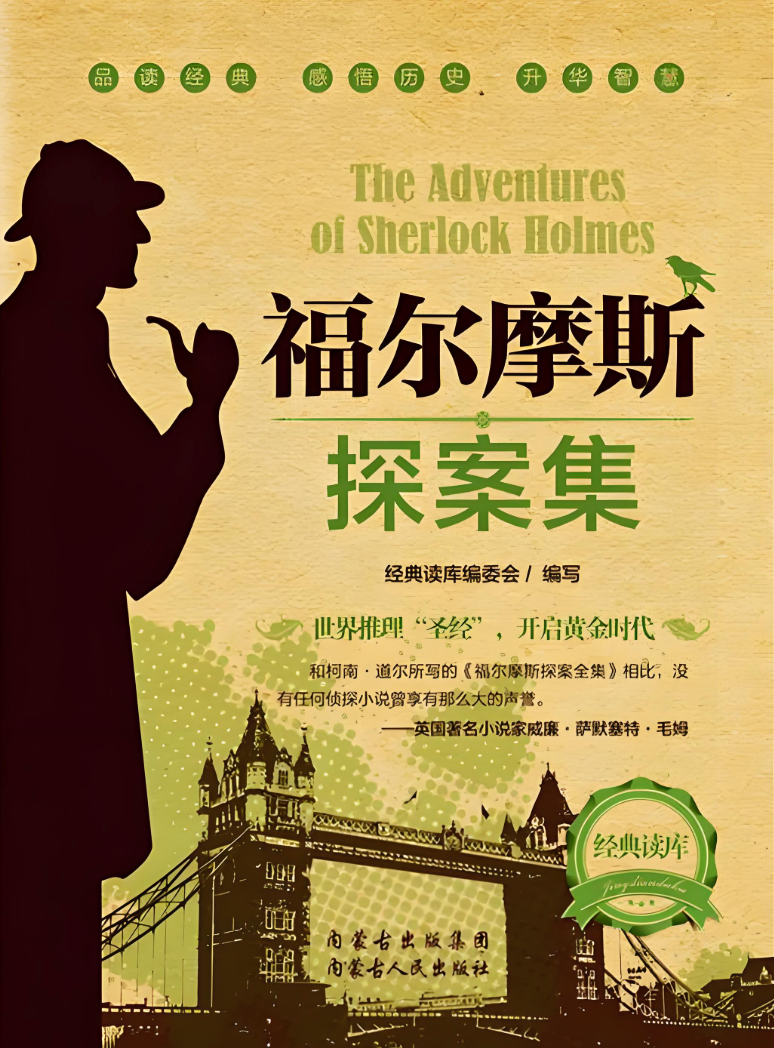 品读经典 感悟历史 升华智慧
The Adventures
of Sherlock Holmes
福尔摩斯
探案集
经典读库编委会 / 编写
世界推理“圣经”，开启黄金时代
和柯南·道尔所写的《福尔摩斯探案全集》相比，没
有任何侦探小说曾享有那么大的声誉。
——英国著名小说家威廉·萨默塞特·毛姆
经典读库
内蒙古出版集团
内蒙古人民出版社